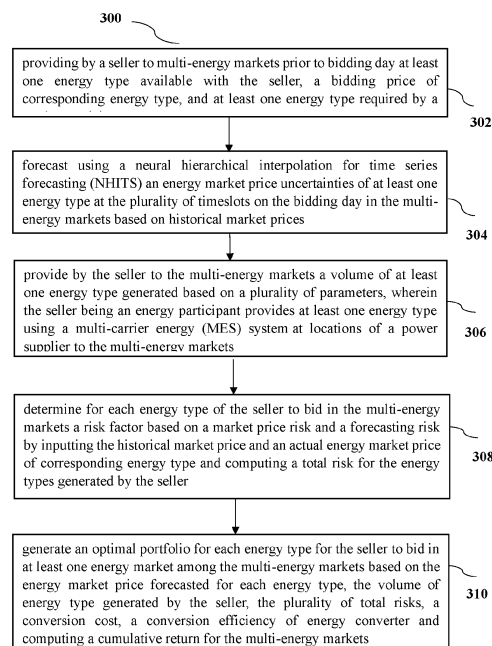 300
providing by a seller to multi-energy markets prior to bidding day at least
one energy type available with the seller, a bidding price of
corresponding energy type, and at least one energy type required by a
302
forecast using a neural hierarchical interpolation for time series
forecasting (NHITS) an energy market price uncertainties of at least one
energy type at the plurality of timeslots on the bidding day in the multi-
energy markets based on historical market prices
304
provide by the seller to the multi-energy markets a volume of at least
one energy type generated based on a plurality of parameters, wherein
the seller being an energy participant provides at least one energy type
using a multi-carrier energy (MES) system at locations of a power
supplier to the multi-energy markets
306
determine for each energy type of the seller to bid in the multi-energy
markets a risk factor based on a market price risk and a forecasting risk
by inputting the historical market price and an actual energy market price
of corresponding energy type and computing a total risk for the energy
types generated by the seller
308
generate an optimal portfolio for each energy type for the seller to bid in
at least one energy market among the multi-energy markets based on the
energy market price forecasted for each energy type, the volume of
energy type generated by the seller, the plurality of total risks, a
conversion cost, a conversion efficiency of energy converter and
computing a cumulative return for the multi-energy markets
310